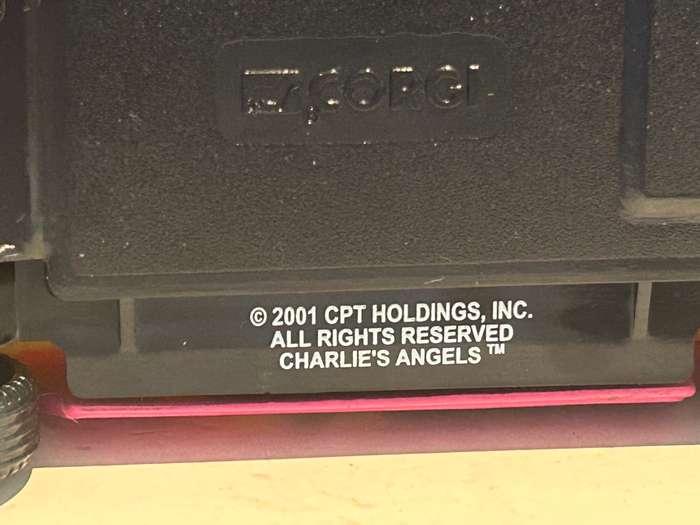 CORGI
© 2001 CPT HOLDINGS, INC.
ALL RIGHTS RESERVED
CHARLIE'S ANGELS ™